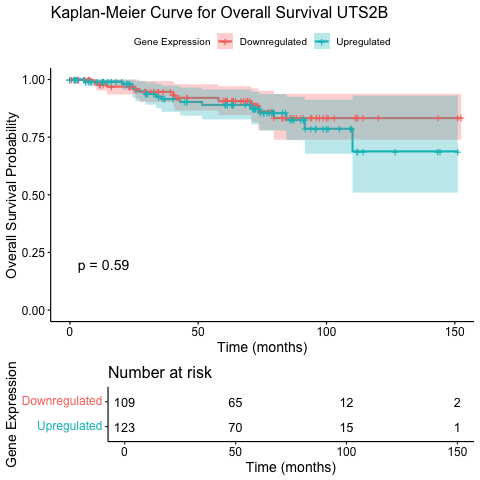 Kaplan-Meier Curve for Overall Survival UTS2B
Gene Expression Downregulated Upregulated
Overall Survival Probability
1.00
0.75
0.50
0.25
0.00
p = 0.59
0 50 100 150
Time (months)
Number at risk
Gene Expression
Downregulated 109 65 12 2
Upregulated 123 70 15 1
0 50 100 150
Time (months)